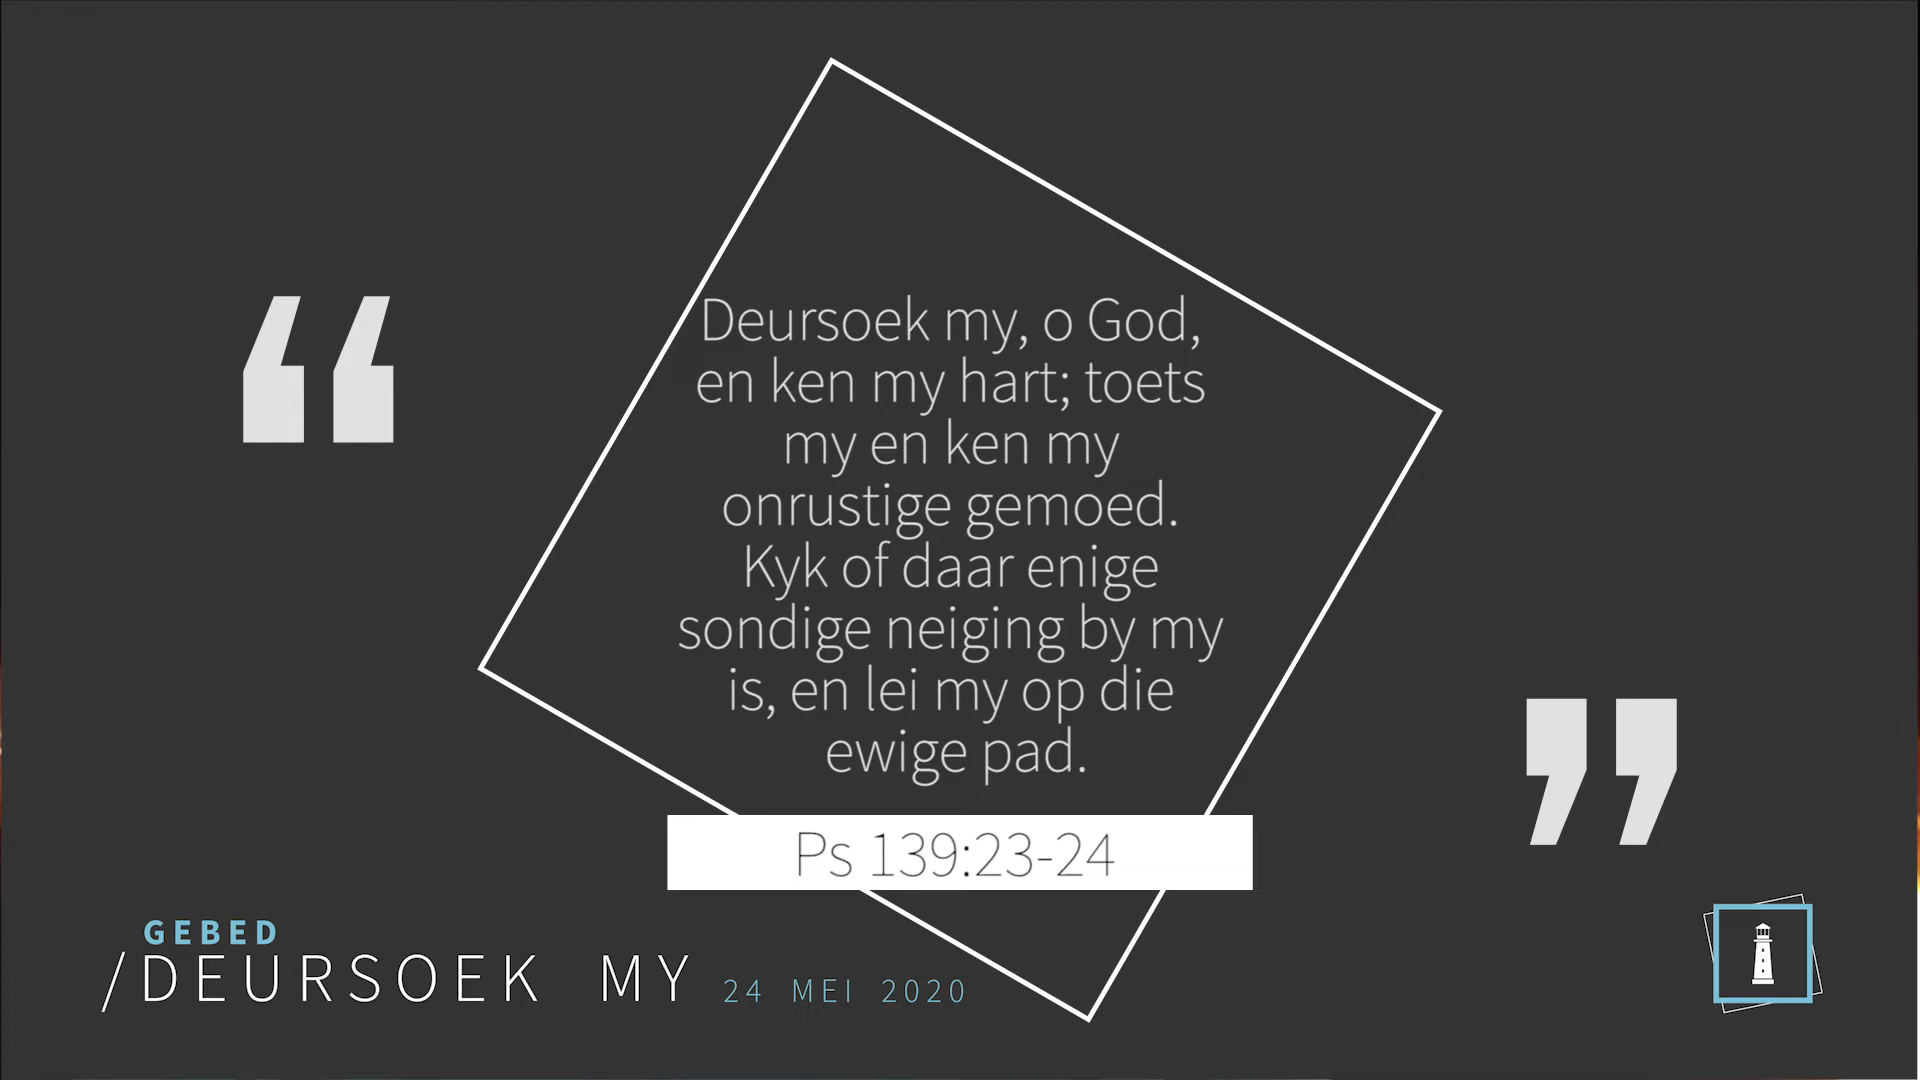 “
Deursoek my, o God,
en ken my hart; toets
my en ken my
onrustige gemoed.
Kyk of daar enige
sondige neiging by my
is, en lei my op die
ewige pad.
”
Ps 139:23-24
GEBED
/DEURSOEK MY 24 MEI 2020